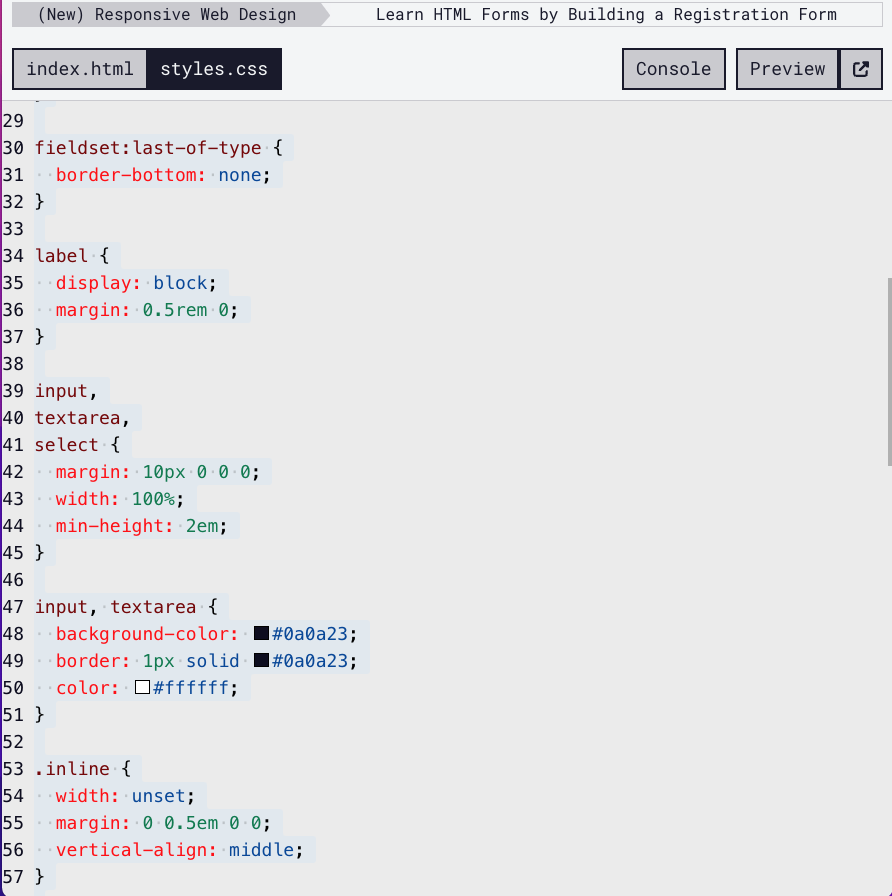 (New) Responsive Web Design
Learn HTML Forms by Building a Registration Form
index.html
styles.css
Console
Preview
29
30 fieldset:last-of-type {
31   border-bottom: none;
32 }
33
34 label {
35   display: block;
36   margin: 0.5rem 0;
37 }
38
39 input,
40 textarea,
41 select {
42   margin: 10px 0 0 0;
43   width: 100%;
44   min-height: 2em;
45 }
46
47 input, textarea {
48   background-color: #0a0a23;
49   border: 1px solid #0a0a23;
50   color: #ffffff;
51 }
52
53 .inline {
54   width: unset;
55   margin: 0 0.5em 0 0;
56   vertical-align: middle;
57 }